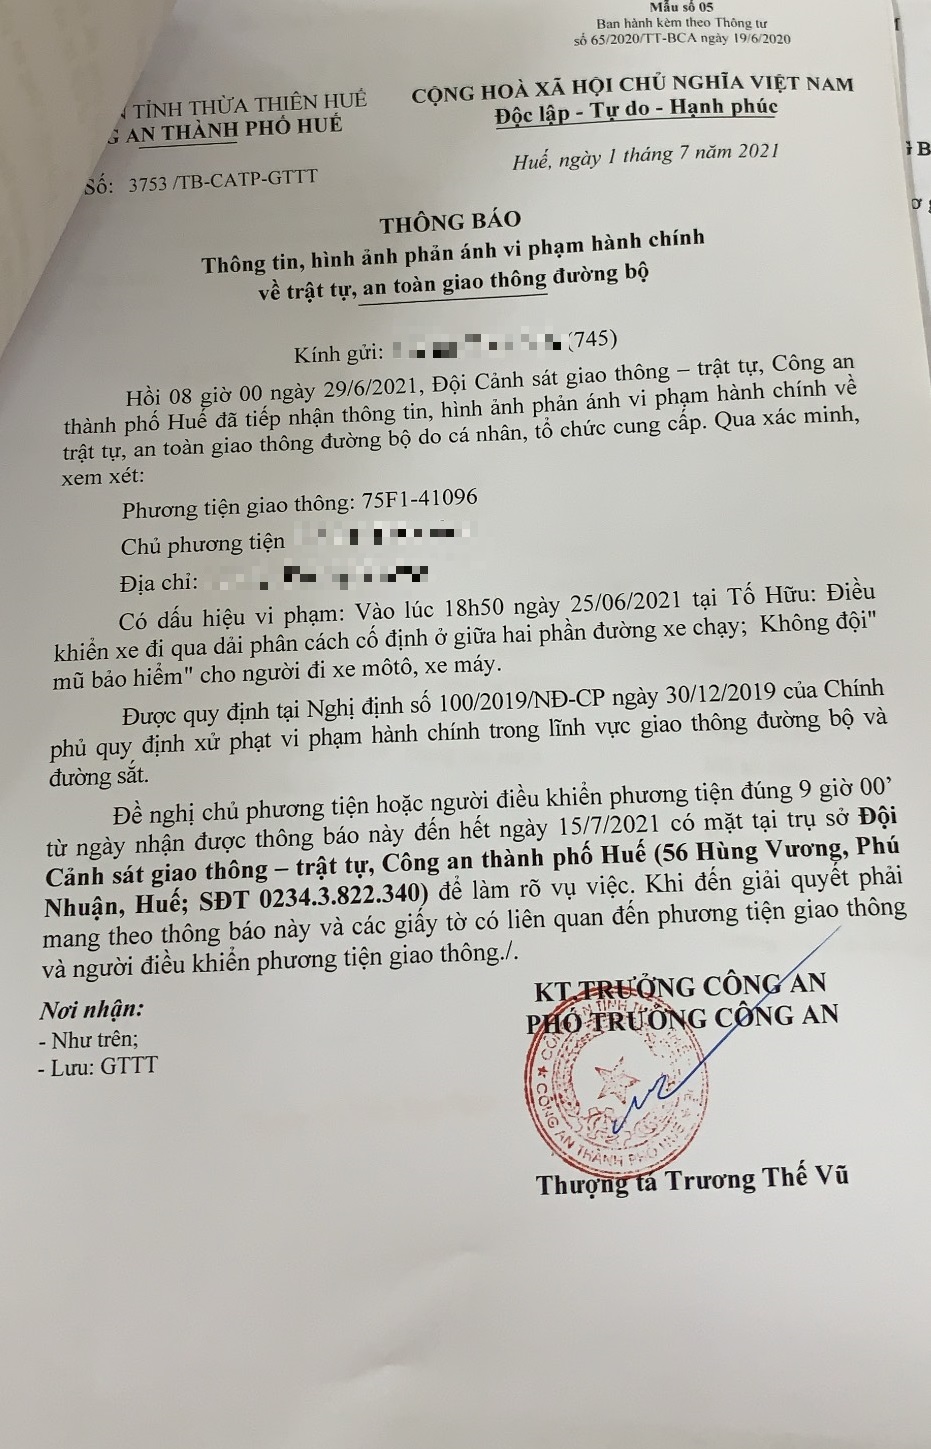 Mẫu số 05
Ban hành kèm theo Thông tư
số 65/2020/TT-BCA ngày 19/6/2020
TỈNH THỪA THIÊN HUẾ
AN THÀNH PHỐ HUẾ
CỘNG HOÀ XÃ HỘI CHỦ NGHĨA VIỆT NAM
Độc lập - Tự do - Hạnh phúc
Số: 3753 /TB-CATP-GTTT
Huế, ngày 1 tháng 7 năm 2021
THÔNG BÁO
Thông tin, hình ảnh phản ánh vi phạm hành chính
về trật tự, an toàn giao thông đường bộ
Kính gửi: (745)
Hồi 08 giờ 00 ngày 29/6/2021, Đội Cảnh sát giao thông – trật tự, Công an
thành phố Huế đã tiếp nhận thông tin, hình ảnh phản ánh vi phạm hành chính về
trật tự, an toàn giao thông đường bộ do cá nhân, tổ chức cung cấp. Qua xác minh,
xem xét:
Phương tiện giao thông: 75F1-41096
Chủ phương tiện
Địa chỉ:
Có dấu hiệu vi phạm: Vào lúc 18h50 ngày 25/06/2021 tại Tố Hữu: Điều
khiển xe đi qua dải phân cách cố định ở giữa hai phần đường xe chạy; Không đội"
mũ bảo hiểm" cho người đi xe môtô, xe máy.
Được quy định tại Nghị định số 100/2019/NĐ-CP ngày 30/12/2019 của Chính
phủ quy định xử phạt vi phạm hành chính trong lĩnh vực giao thông đường bộ và
đường sắt.
Đề nghị chủ phương tiện hoặc người điều khiển phương tiện đúng 9 giờ 00’
từ ngày nhận được thông báo này đến hết ngày 15/7/2021 có mặt tại trụ sở Đội
Cảnh sát giao thông – trật tự, Công an thành phố Huế (56 Hùng Vương, Phú
Nhuận, Huế; SĐT 0234.3.822.340) để làm rõ vụ việc. Khi đến giải quyết phải
mang theo thông báo này và các giấy tờ có liên quan đến phương tiện giao thông
và người điều khiển phương tiện giao thông./.
Nơi nhận:
- Như trên;
- Lưu: GTTT
KT.TRƯỞNG CÔNG AN
PHÓ TRƯỞNG CÔNG AN
CÔNG AN THÀNH PHỐ HUẾ
Thượng tá Trương Thế Vũ